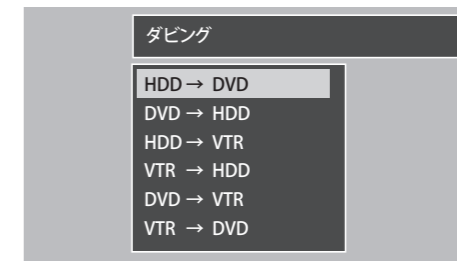 ダビング
HDD → DVD
DVD → HDD
HDD → VTR
VTR → HDD
DVD → VTR
VTR → DVD